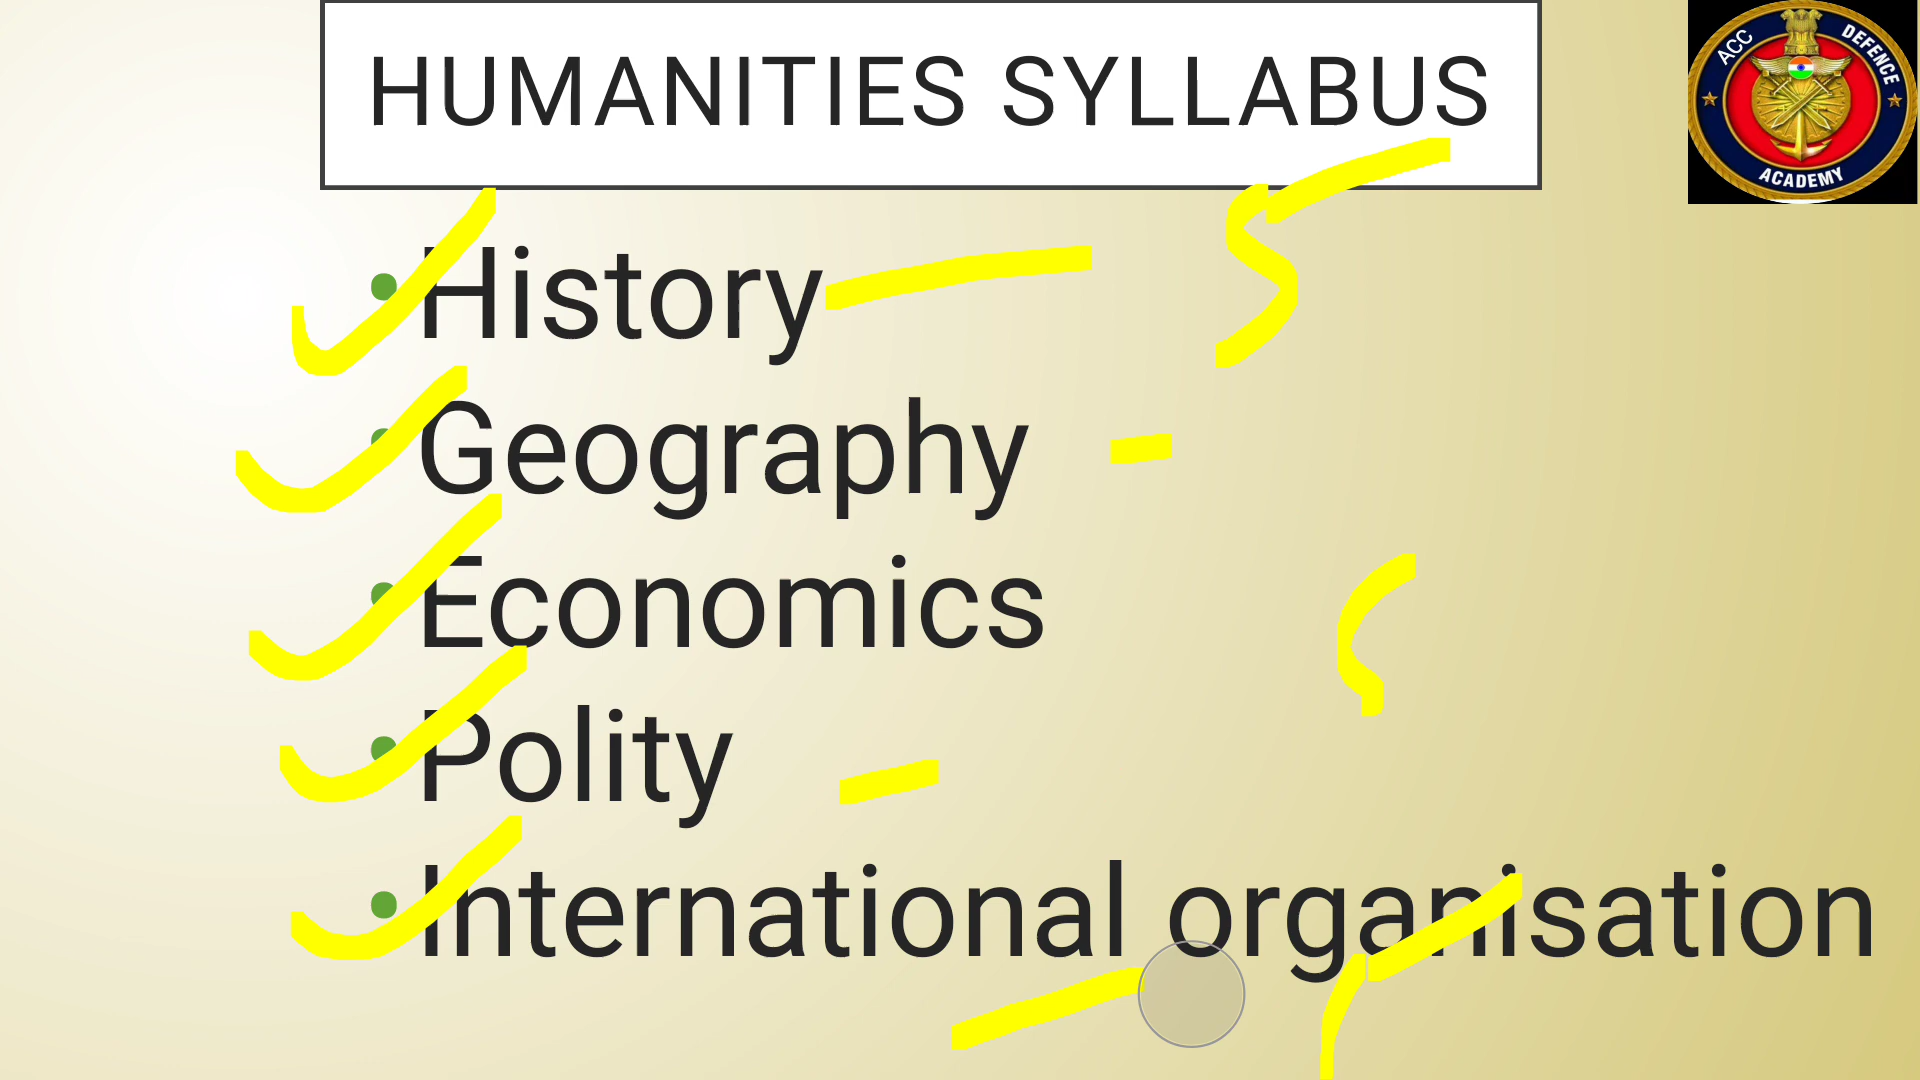 HUMANITIES SYLLABUS
ACC DEFENCE
ACADEMY
• History
• Geography
• Economics
• Polity
• International organisation